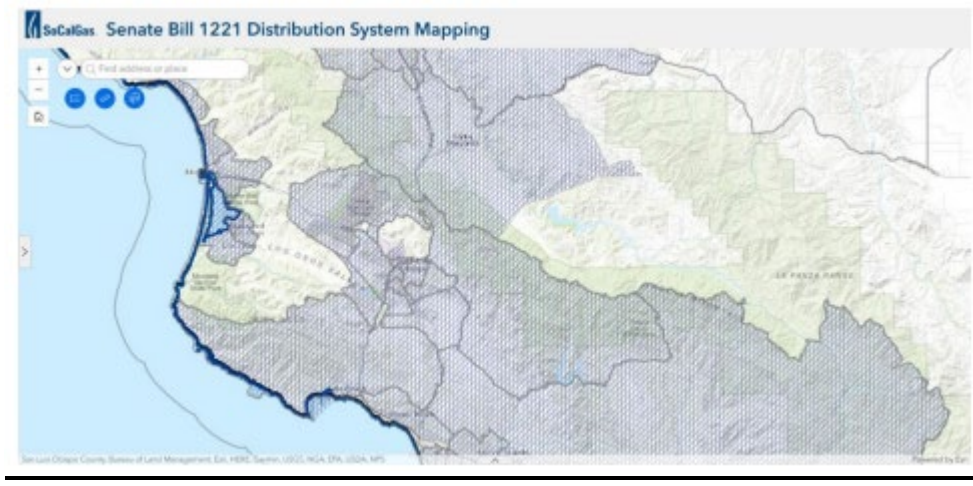 SoCalGas Senate Bill 1221 Distribution System Mapping
Find address or place
LOS OSOS VAL
LA PANZA RANGE
San Luis Obispo County, Bureau of Land Management, Esri, HERE, Garmin, USGS, NGA, EPA, USDA, NPS
Powered by Esri